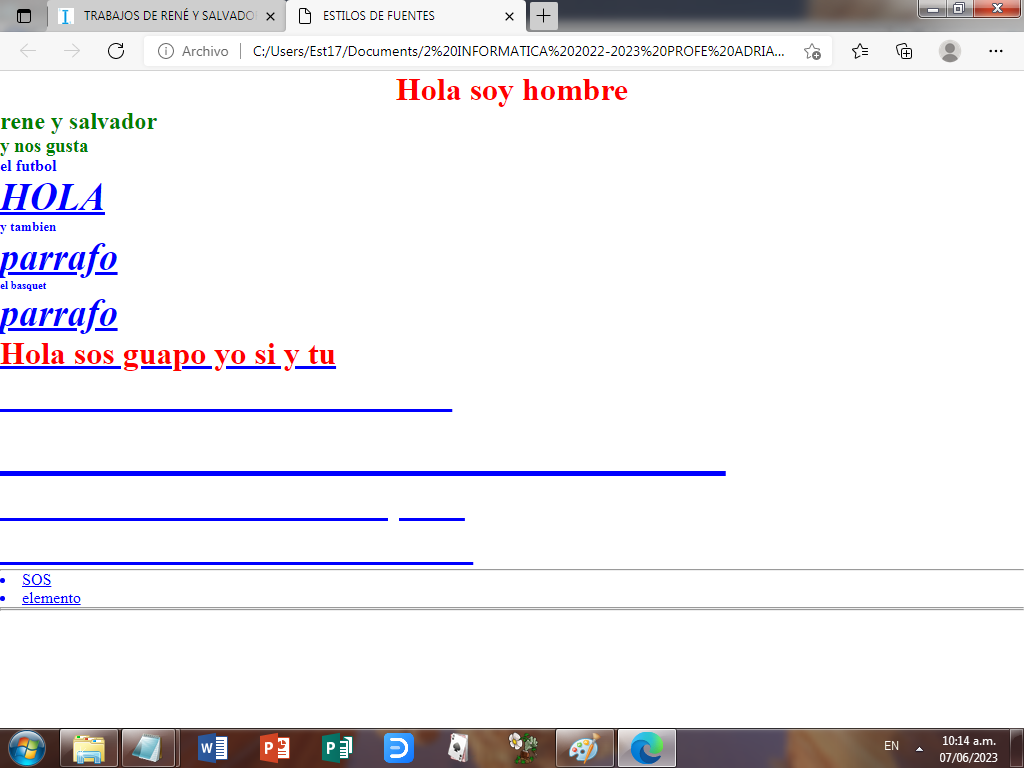 TRABAJOS DE RENÉ Y SALVADO
ESTILOS DE FUENTES
Archivo
C:/Users/Est17/Documents/2%20INFORMATICA%202022-2023%20PROFE%20ADRIA...
Hola soy hombre
rene y salvador
y nos gusta
el futbol
HOLA
y tambien
parrafo
el basquet
parrafo
Hola sos guapo yo si y tu
SOS
elemento
EN
10:14 a.m.
07/06/2023